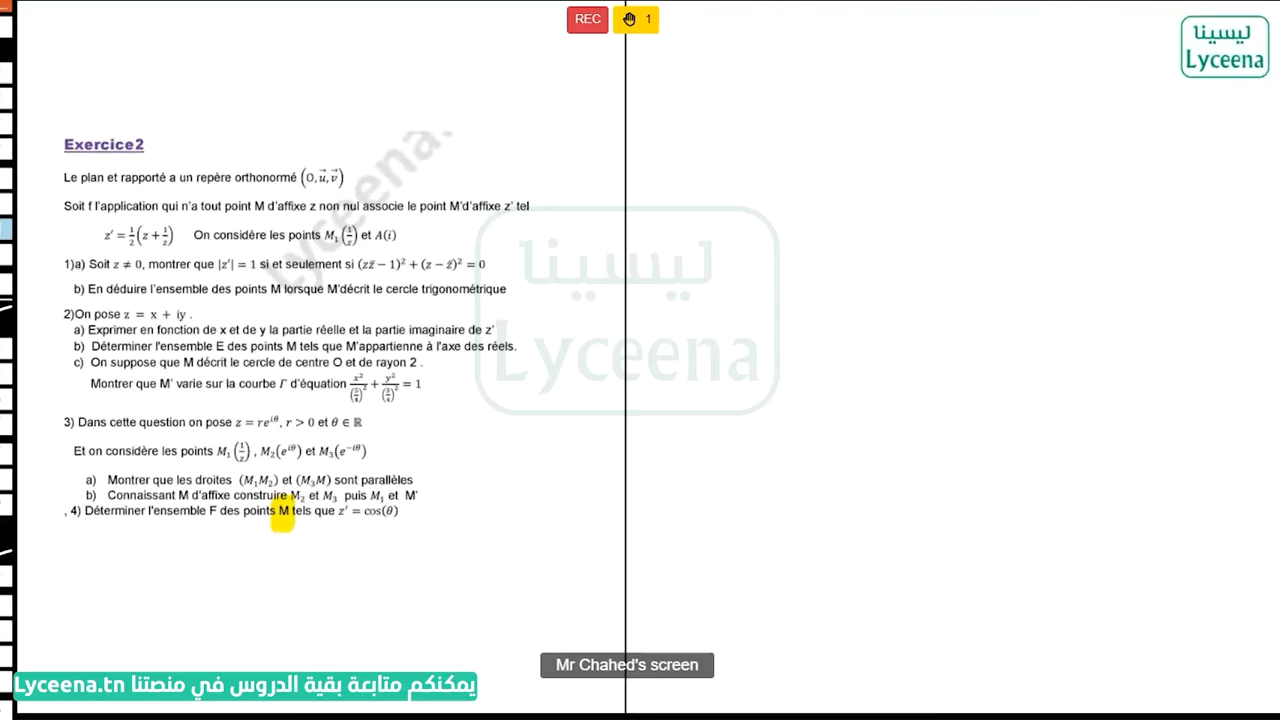 REC
1
ليسينا
Lyceena
Lyceena.
Exercice2
Le plan et rapporté a un repère orthonormé (O, u⃗, v⃗)
Soit f l'application qui n'a tout point M d'affixe z non nul associe le point M'd'affixe z' tel
z' = 1/2 (z + 1/z) On considère les points M₁(1/z) et A(i)
1)a) Soit z ≠ 0, montrer que |z'| = 1 si et seulement si (zz̄ − 1)² + (z − z̄)² = 0
b) En déduire l'ensemble des points M lorsque M'décrit le cercle trigonométrique
2)On pose z = x + iy .
a) Exprimer en fonction de x et de y la partie réelle et la partie imaginaire de z'
b) Déterminer l'ensemble E des points M tels que M'appartienne à l'axe des réels.
c) On suppose que M décrit le cercle de centre O et de rayon 2 .
Montrer que M' varie sur la courbe Γ d'équation x²/(5/4)² + y²/(3/4)² = 1
ليسينا
Lyceena
3) Dans cette question on pose z = re^{iθ}, r > 0 et θ ∈ ℝ
Et on considère les points M₁(1/z) , M₂(e^{iθ}) et M₃(e^{−iθ})
a) Montrer que les droites (M₁M₂) et (M₃M) sont parallèles
b) Connaissant M d'affixe construire M₂ et M₃ puis M₁ et M'
, 4) Déterminer l'ensemble F des points M tels que z' = cos(θ)
Mr Chahed's screen
يمكنكم متابعة بقية الدروس في منصتنا Lyceena.tn